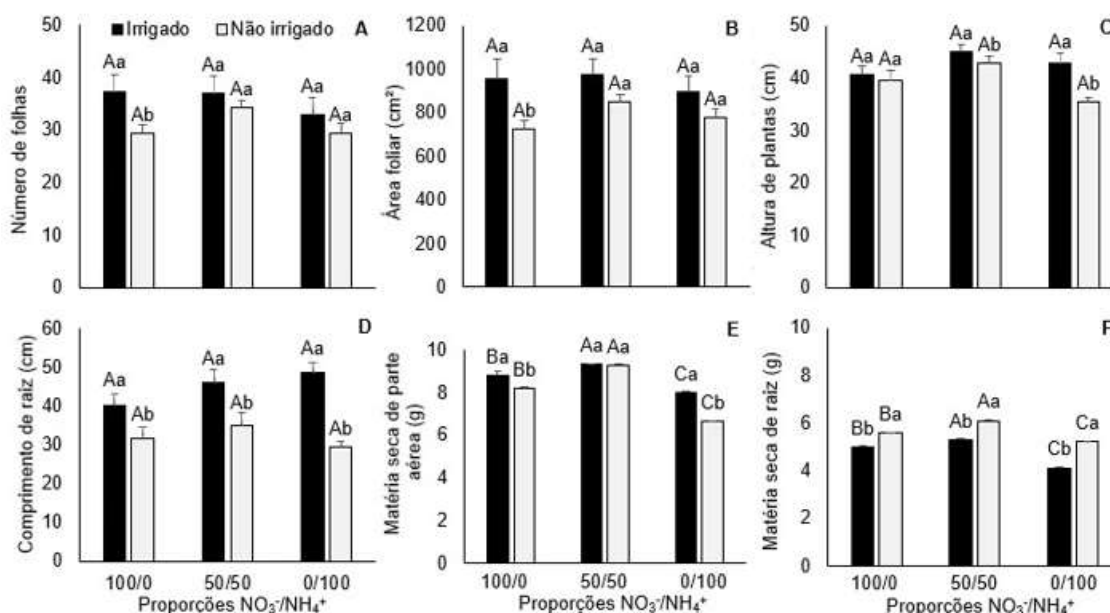 Irrigado Não irrigado
A
Número de folhas
50
40
30
20
10
0
Aa Ab Aa Aa Aa Aa
B
Área foliar (cm²)
1200
1000
800
600
400
200
0
Aa Ab Aa Aa Aa Aa
C
Altura de plantas (cm)
50
40
30
20
10
0
Aa Aa Aa Ab Aa Ab
D
Comprimento de raiz (cm)
60
50
40
30
20
10
0
Aa Ab Aa Ab Aa Ab
100/0 50/50 0/100
Proporções NO₃⁻/NH₄⁺
E
Matéria seca de parte
aérea (g)
10
8
6
4
2
0
Ba Bb Aa Aa Ca Cb
100/0 50/50 0/100
Proporções NO₃⁻/NH₄⁺
F
Matéria seca de raiz (g)
10
8
6
4
2
0
Bb Ba Ab Aa Cb Ca
100/0 50/50 0/100
Proporções NO₃⁻/NH₄⁺